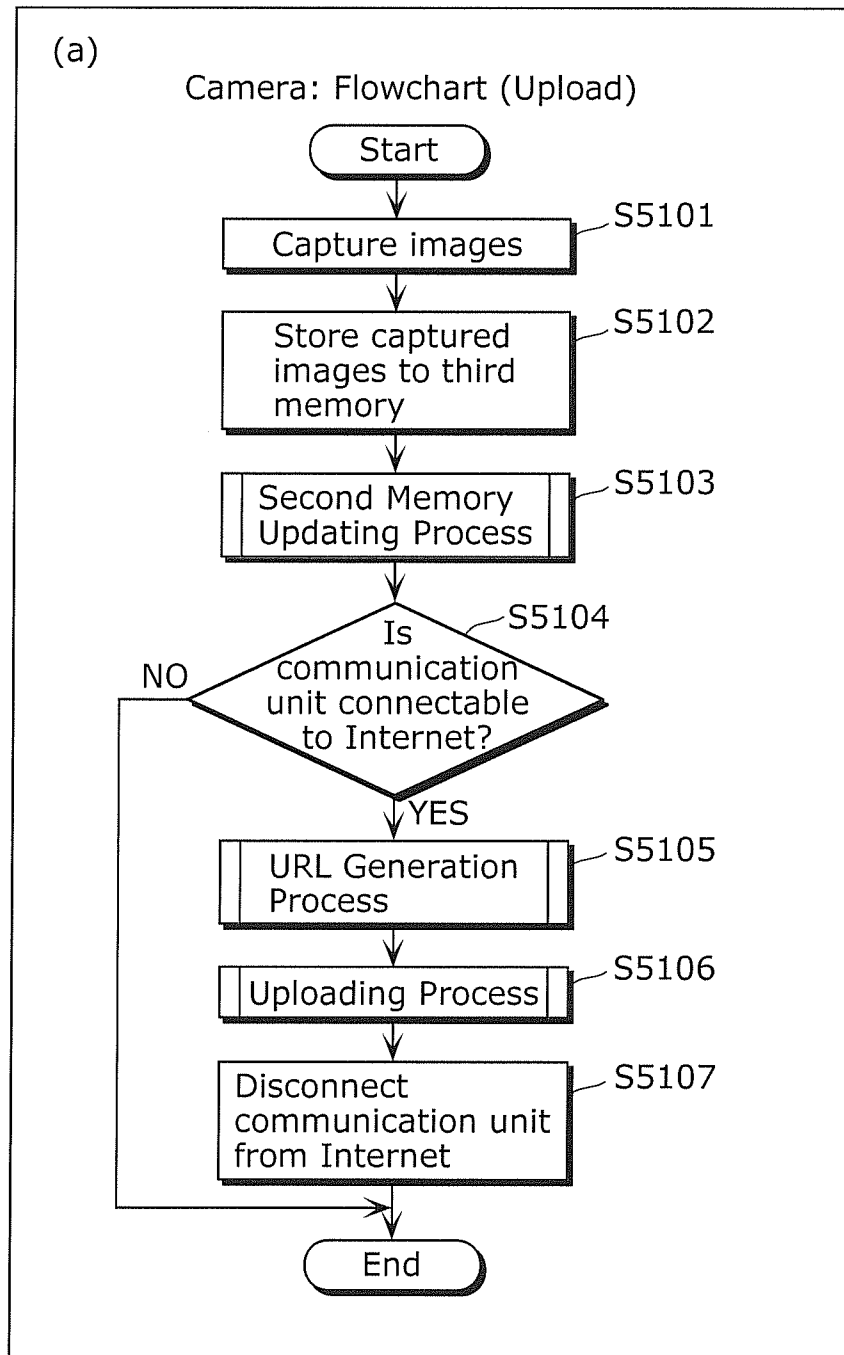 (a)
Camera: Flowchart (Upload)
Start
S5101
Capture images
S5102
Store captured
images to third
memory
S5103
Second Memory
Updating Process
S5104
Is
communication
unit connectable
to Internet?
NO
YES
S5105
URL Generation
Process
S5106
Uploading Process
S5107
Disconnect
communication unit
from Internet
End